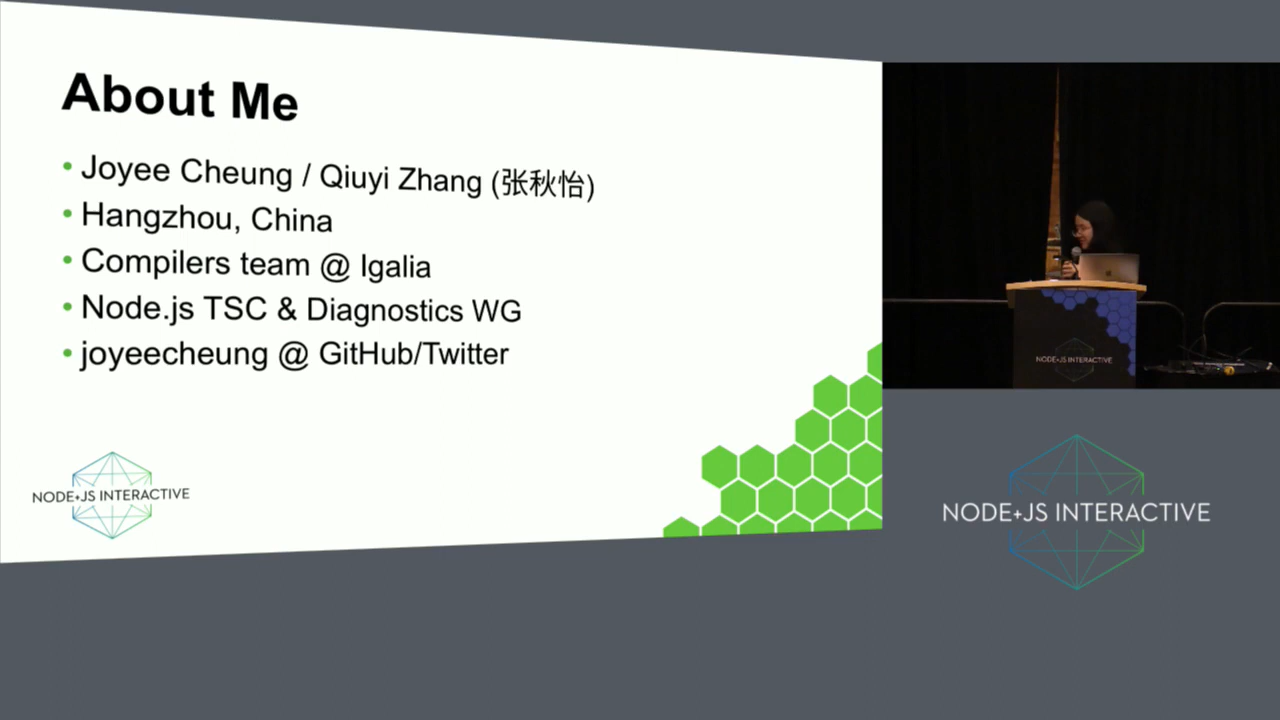 About Me
• Joyee Cheung / Qiuyi Zhang (张秋怡)
• Hangzhou, China
• Compilers team @ Igalia
• Node.js TSC & Diagnostics WG
• joyeecheung @ GitHub/Twitter
NODE+JS INTERACTIVE
NODE+JS INTERACTIVE
NODE+JS INTERACTIVE